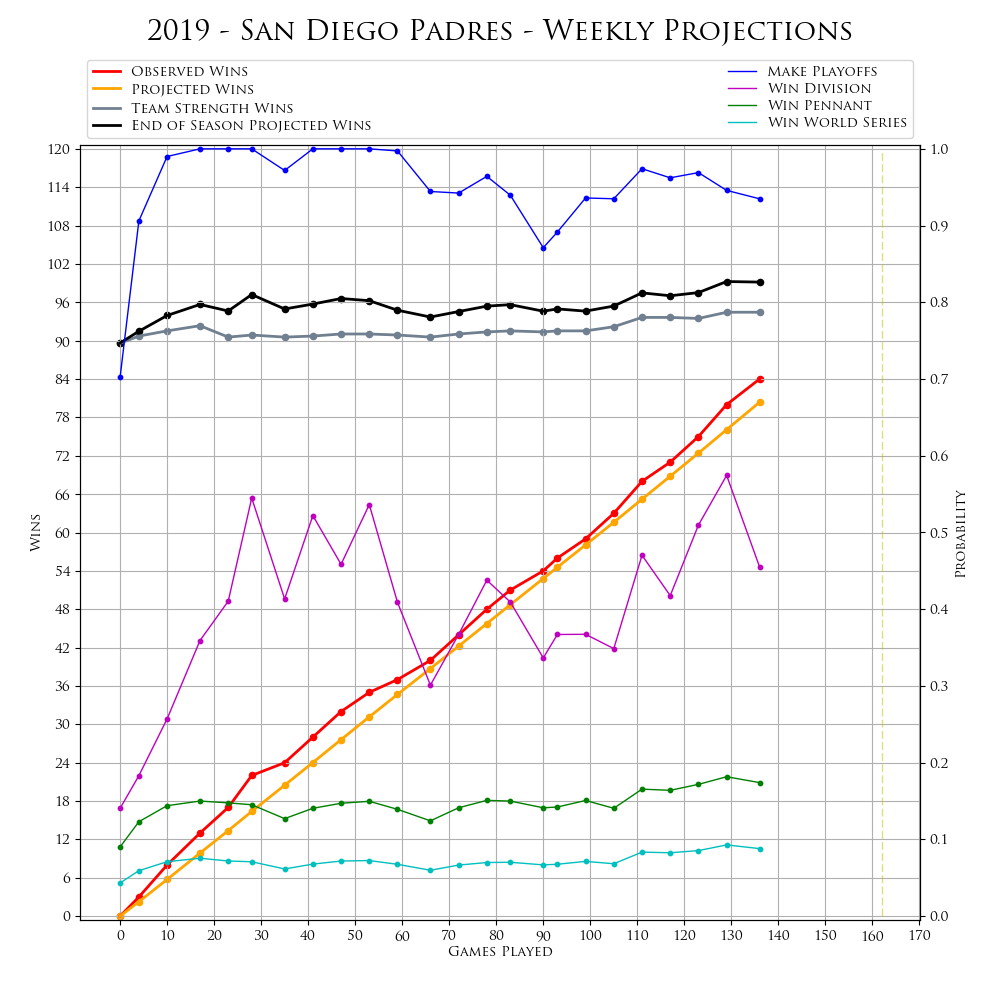 2019 - San Diego Padres - Weekly Projections
Observed Wins
Projected Wins
Team Strength Wins
End of Season Projected Wins
Make Playoffs
Win Division
Win Pennant
Win World Series
120
114
108
102
96
90
84
78
72
66
60
54
48
42
36
30
24
18
12
6
0
Wins
1.0
0.9
0.8
0.7
0.6
0.5
0.4
0.3
0.2
0.1
0.0
Probability
0 10 20 30 40 50 60 70 80 90 100 110 120 130 140 150 160 170
Games Played